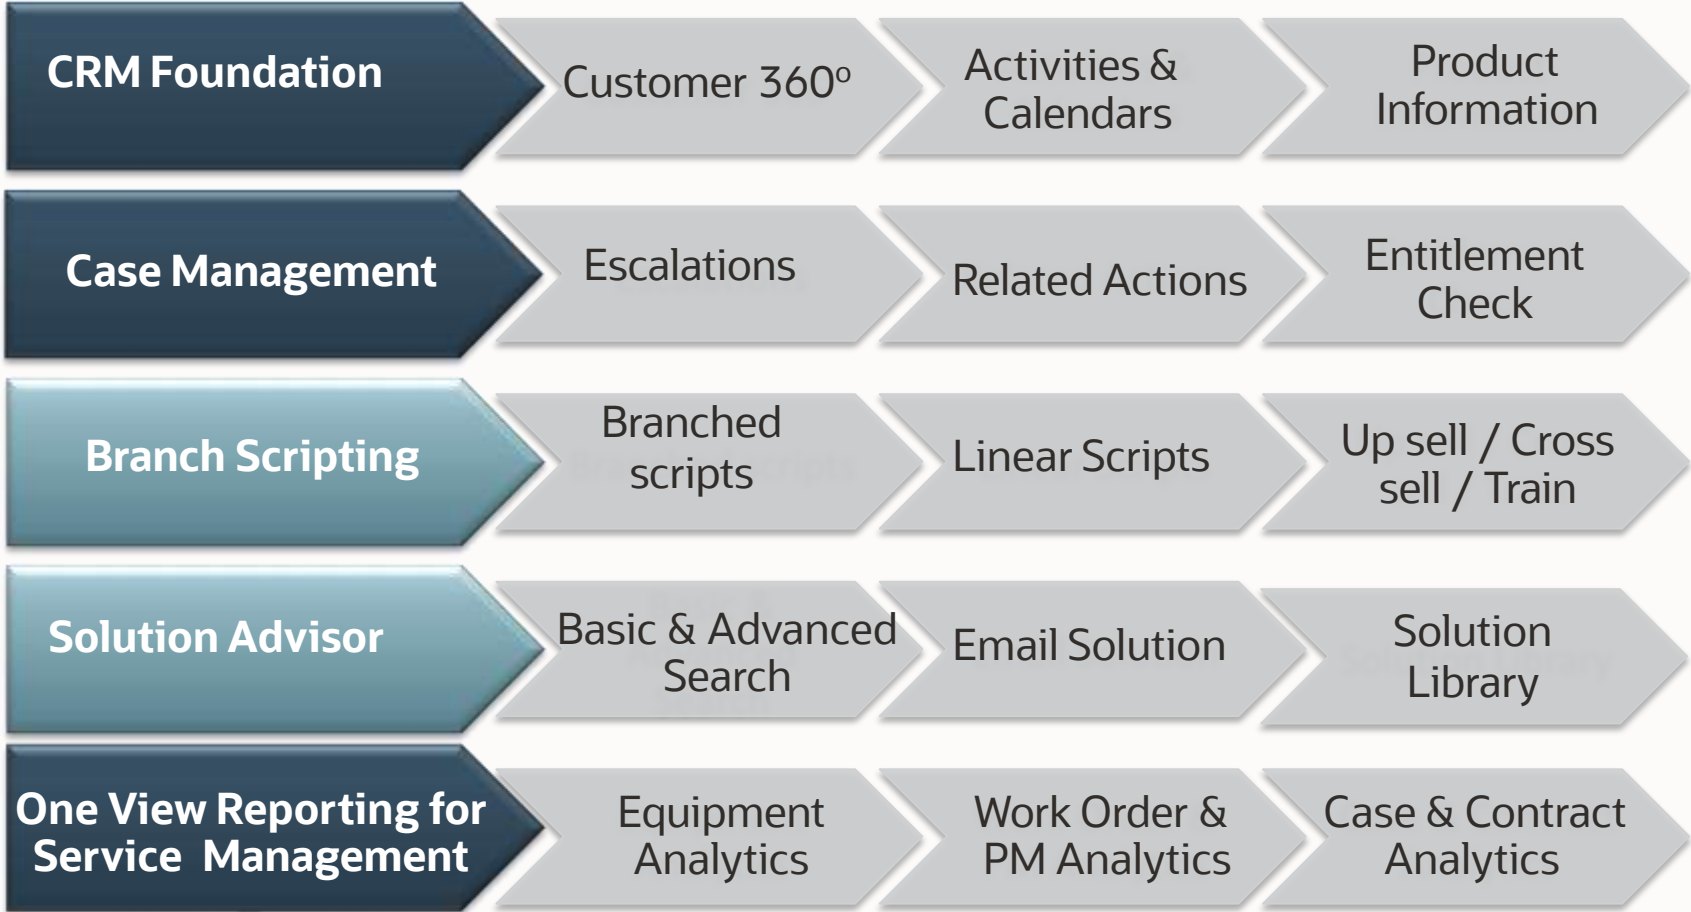 CRM Foundation
Customer 360º
Activities &
Calendars
Product
Information
Case Management
Escalations
Related Actions
Entitlement
Check
Branch Scripting
Branched
scripts
Linear Scripts
Up sell / Cross
sell / Train
Solution Advisor
Basic & Advanced
Search
Email Solution
Solution
Library
One View Reporting for
Service Management
Equipment
Analytics
Work Order &
PM Analytics
Case & Contract
Analytics